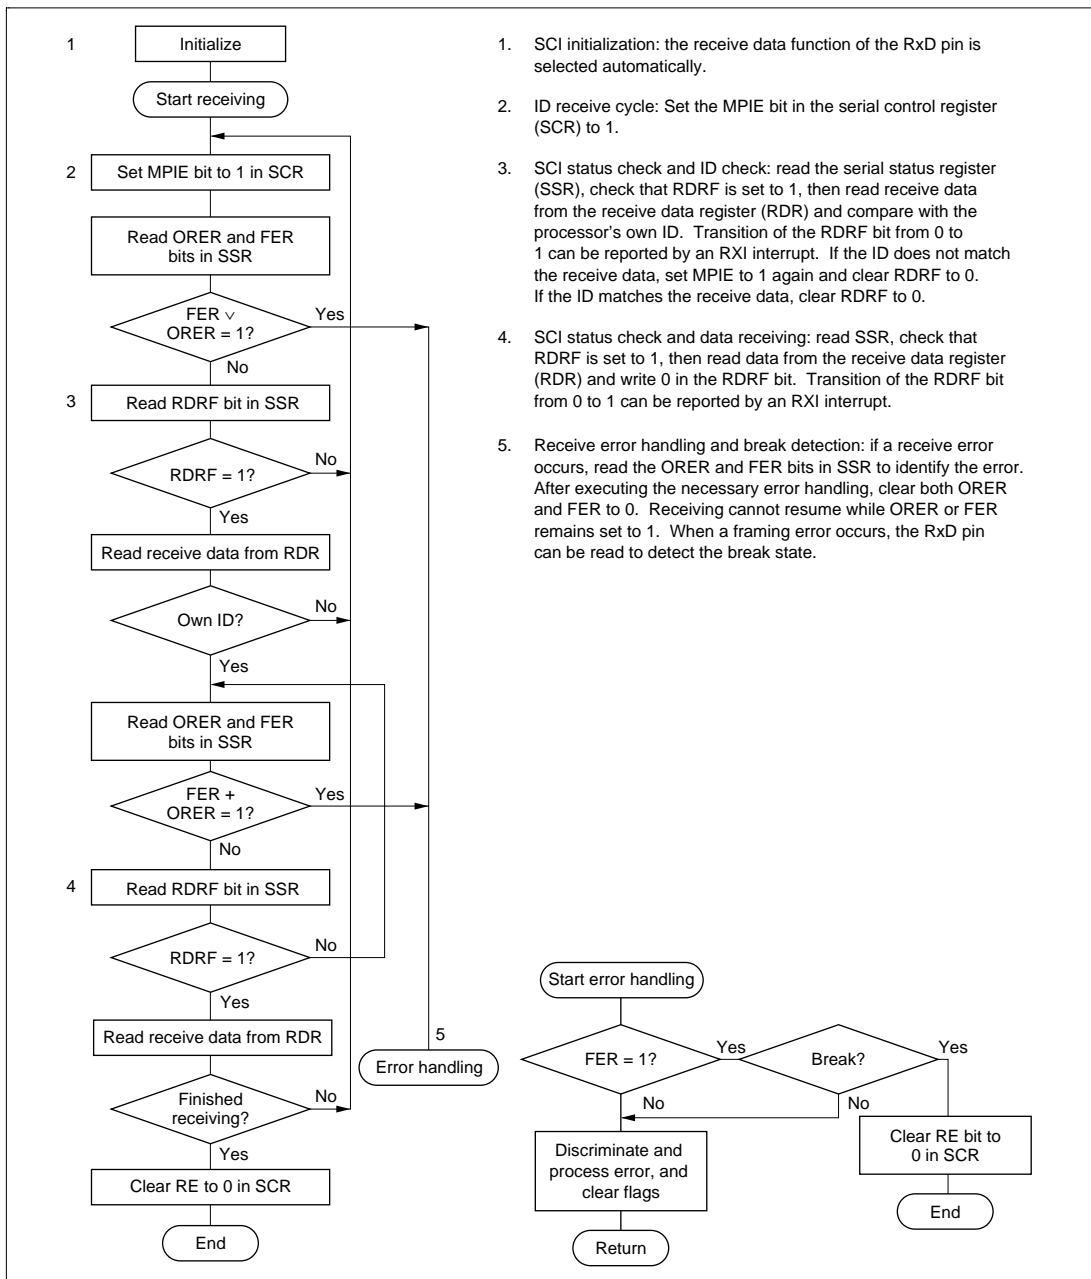 1
Initialize
Start receiving
2
Set MPIE bit to 1 in SCR
Read ORER and FER
bits in SSR
FER ∨
ORER = 1?
Yes
No
3
Read RDRF bit in SSR
RDRF = 1?
No
Yes
Read receive data from RDR
Own ID?
No
Yes
Read ORER and FER
bits in SSR
FER +
ORER = 1?
Yes
No
4
Read RDRF bit in SSR
RDRF = 1?
No
Yes
Read receive data from RDR
5
Error handling
Finished
receiving?
No
Yes
Clear RE to 0 in SCR
End
1. SCI initialization: the receive data function of the RxD pin is
selected automatically.
2. ID receive cycle: Set the MPIE bit in the serial control register
(SCR) to 1.
3. SCI status check and ID check: read the serial status register
(SSR), check that RDRF is set to 1, then read receive data
from the receive data register (RDR) and compare with the
processor's own ID. Transition of the RDRF bit from 0 to
1 can be reported by an RXI interrupt. If the ID does not match
the receive data, set MPIE to 1 again and clear RDRF to 0.
If the ID matches the receive data, clear RDRF to 0.
4. SCI status check and data receiving: read SSR, check that
RDRF is set to 1, then read data from the receive data register
(RDR) and write 0 in the RDRF bit. Transition of the RDRF bit
from 0 to 1 can be reported by an RXI interrupt.
5. Receive error handling and break detection: if a receive error
occurs, read the ORER and FER bits in SSR to identify the error.
After executing the necessary error handling, clear both ORER
and FER to 0. Receiving cannot resume while ORER or FER
remains set to 1. When a framing error occurs, the RxD pin
can be read to detect the break state.
Start error handling
FER = 1?
Yes
Break?
Yes
No
No
Discriminate and
process error, and
clear flags
Return
Clear RE bit to
0 in SCR
End